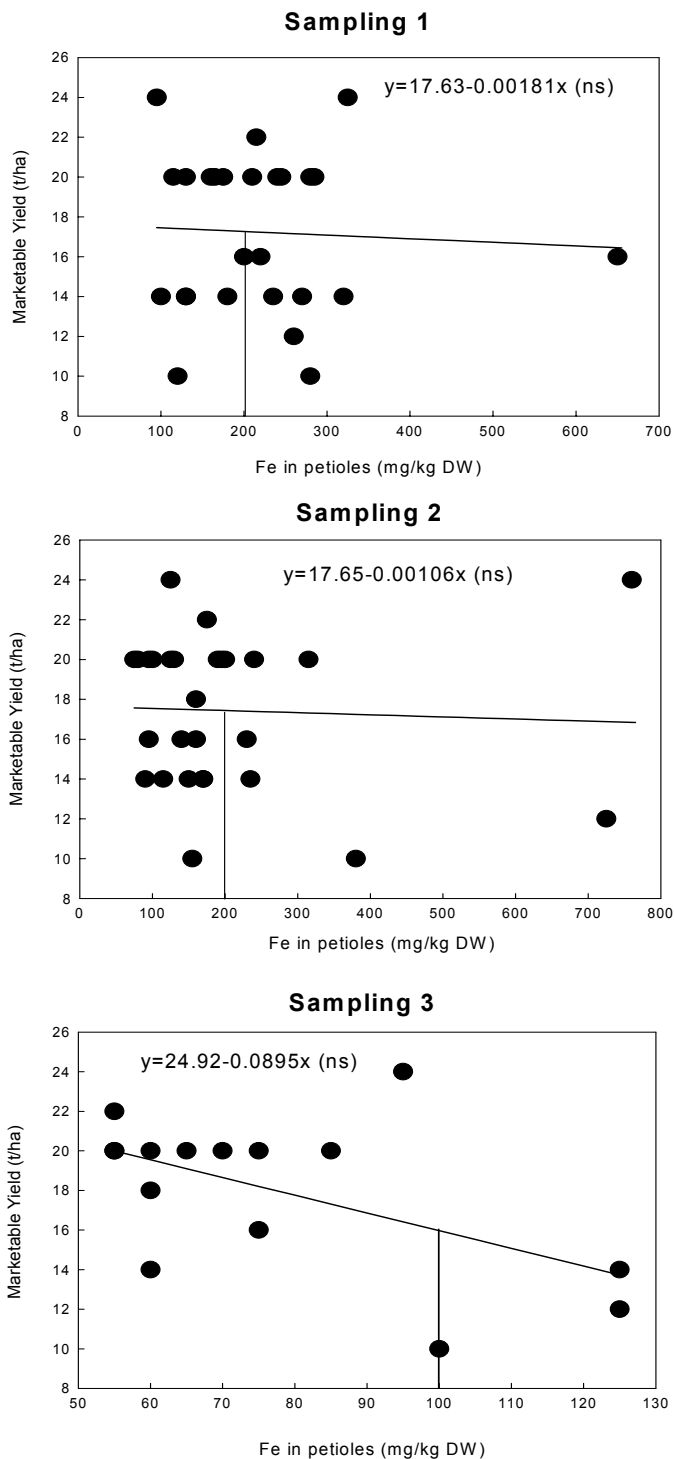 Sampling 1
26
24
22
20
18
16
14
12
10
8
y=17.63-0.00181x (ns)
Marketable Yield (t/ha)
0 100 200 300 400 500 600 700
Fe in petioles (mg/kg DW)
Sampling 2
26
24
22
20
18
16
14
12
10
8
y=17.65-0.00106x (ns)
Marketable Yield (t/ha)
0 100 200 300 400 500 600 700 800
Fe in petioles (mg/kg DW)
Sampling 3
26
24
22
20
18
16
14
12
10
8
y=24.92-0.0895x (ns)
Marketable Yield (t/ha)
50 60 70 80 90 100 110 120 130
Fe in petioles (mg/kg DW)